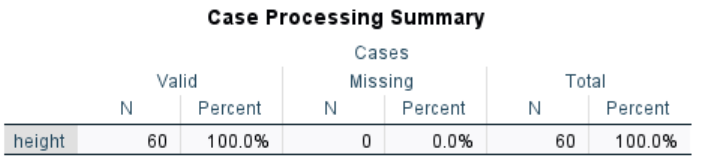 Case Processing Summary
Cases
Valid Missing Total
N Percent N Percent N Percent
height 60 100.0% 0 0.0% 60 100.0%